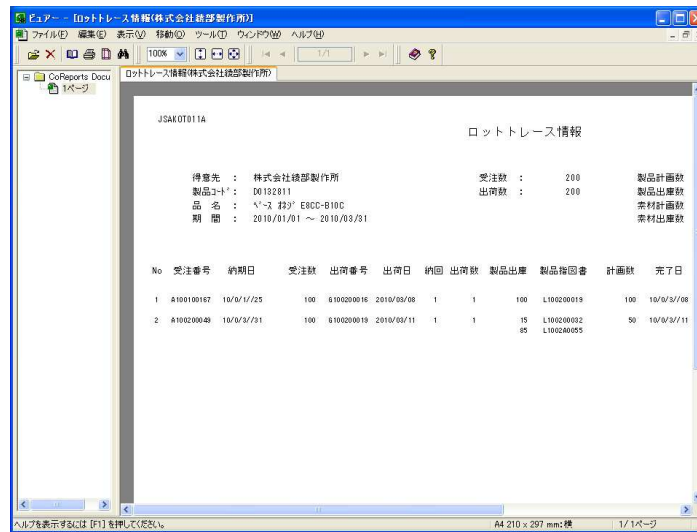 ビュアー - [ロットトレース情報(株式会社綾部製作所)]
ファイル(F) 編集(E) 表示(V) 移動(O) ツール(T) ウィンドウ(W) ヘルプ(H)
100% 1/1
CoReports Docu
1ページ
ロットトレース情報(株式会社綾部製作所)
JSAKOT011A
ロットトレース情報
得意先 : 株式会社綾部製作所 受注数 : 200 製品計画数
製品コード : D0132811 出荷数 : 200 製品出庫数
品 名 : ベース ホネジ E8CC-B10C 素材計画数
期 間 : 2010/01/01 ～ 2010/03/31 素材出庫数
No 受注番号 納期日 受注数 出荷番号 出荷日 納回 出荷数 製品出庫 製品指図書 計画数 完了日
1 A100100167 10/0/1//25 100 G100200016 2010/03/08 1 1 100 L100200019 100 10/0/3//08
2 A100200049 10/0/3//31 100 G100200019 2010/03/11 1 1 15 L100200032 50 10/0/3//11
85 L1002A0055
ヘルプを表示するには [F1] を押してください。 A4 210 x 297 mm:横 1/1ページ